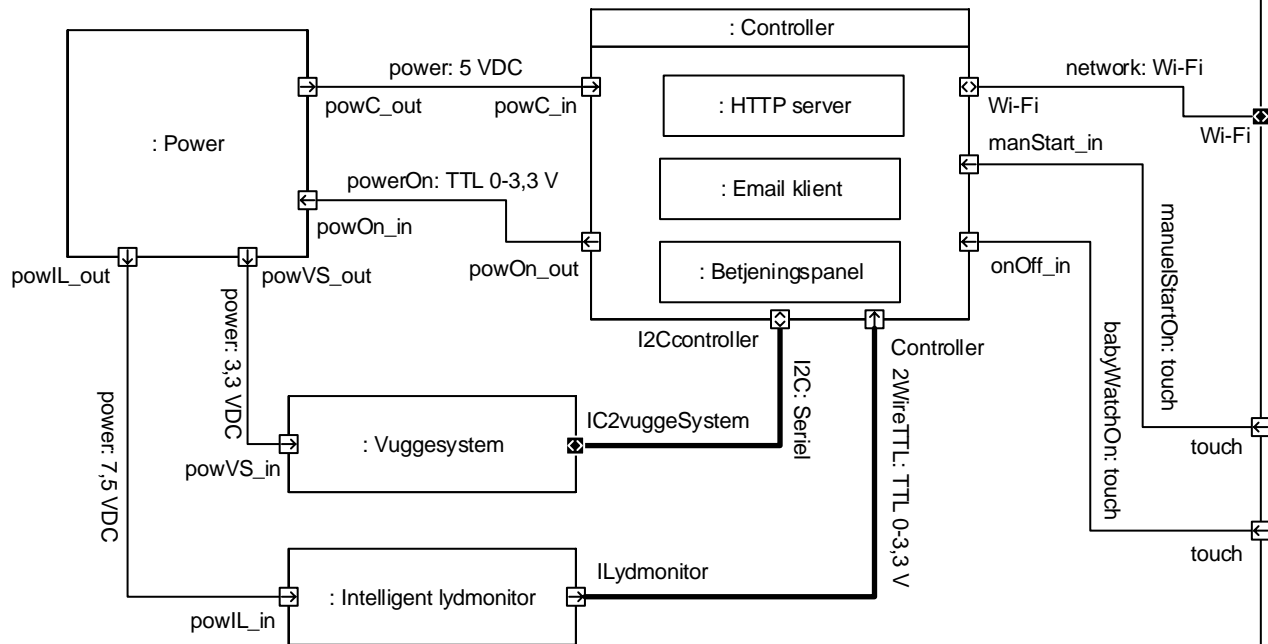 : Controller
power: 5 VDC
network: Wi-Fi
powC_out
powC_in
: HTTP server
Wi-Fi
Wi-Fi
: Power
manStart_in
powerOn: TTL 0-3,3 V
: Email klient
powOn_in
manuelStartOn: touch
powIL_out
powVS_out
powOn_out
: Betjeningspanel
onOff_in
I2Ccontroller
Controller
power: 3,3 VDC
power: 7,5 VDC
I2C: Seriel
2WireTTL: TTL 0-3,3 V
babyWatchOn: touch
IC2vuggeSystem
: Vuggesystem
powVS_in
touch
touch
ILydmonitor
: Intelligent lydmonitor
powIL_in